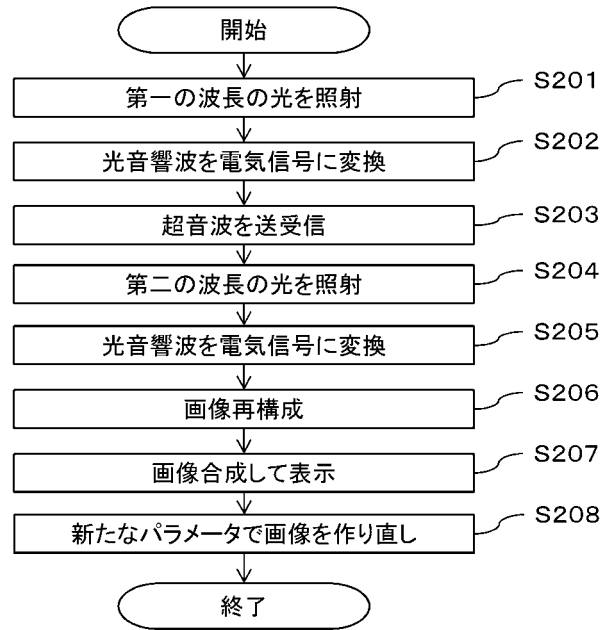 開始
第一の波長の光を照射
S201
光音響波を電気信号に変換
S202
超音波を送受信
S203
第二の波長の光を照射
S204
光音響波を電気信号に変換
S205
画像再構成
S206
画像合成して表示
S207
新たなパラメータで画像を作り直し
S208
終了